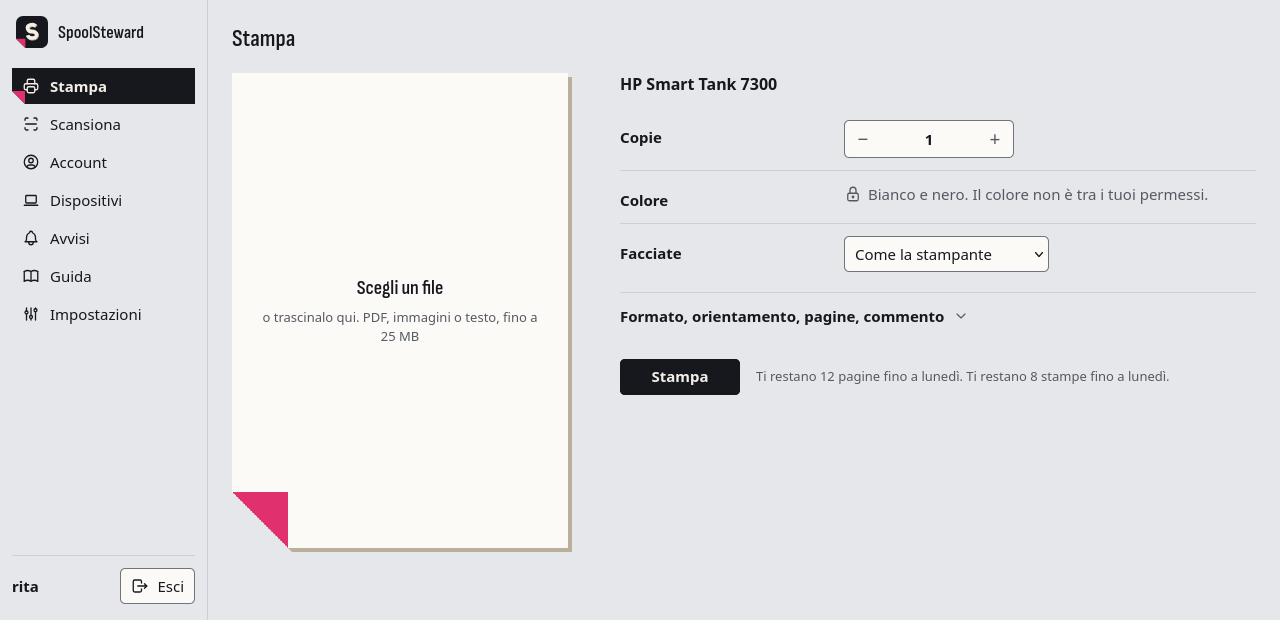 SpoolSteward
Stampa
Scansiona
Account
Dispositivi
Avvisi
Guida
Impostazioni
rita
Esci
Stampa
Scegli un file
o trascinalo qui. PDF, immagini o testo, fino a
25 MB
HP Smart Tank 7300
Copie
− 1 +
Colore
Bianco e nero. Il colore non è tra i tuoi permessi.
Facciate
Come la stampante
Formato, orientamento, pagine, commento
Stampa
Ti restano 12 pagine fino a lunedì. Ti restano 8 stampe fino a lunedì.